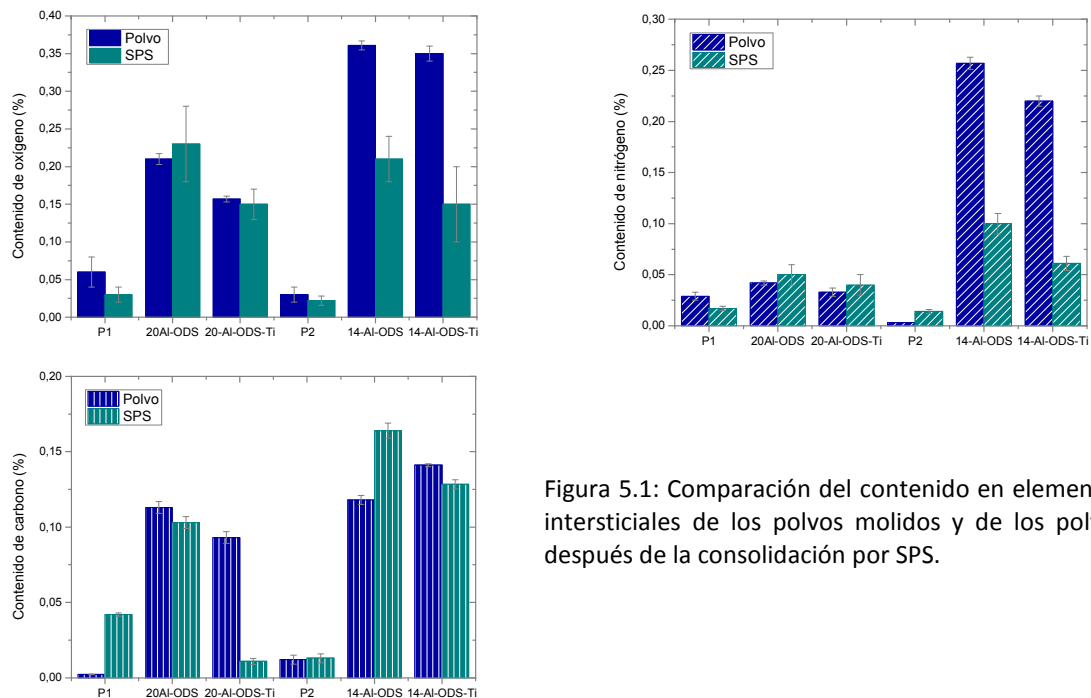 0,40
0,35
0,30
0,25
0,20
0,15
0,10
0,05
0,00
Contenido de oxígeno (%)
Polvo
SPS
P1 20Al-ODS 20-Al-ODS-Ti P2 14-Al-ODS 14-Al-ODS-Ti
0,30
0,25
0,20
0,15
0,10
0,05
0,00
Contenido de nitrógeno (%)
Polvo
SPS
P1 20Al-ODS 20-Al-ODS-Ti P2 14-Al-ODS 14-Al-ODS-Ti
0,20
0,15
0,10
0,05
0,00
Contenido de carbono (%)
Polvo
SPS
P1 20Al-ODS 20-Al-ODS-Ti P2 14-Al-ODS 14-Al-ODS-Ti
Figura 5.1: Comparación del contenido en elemen
intersticiales de los polvos molidos y de los pol
después de la consolidación por SPS.